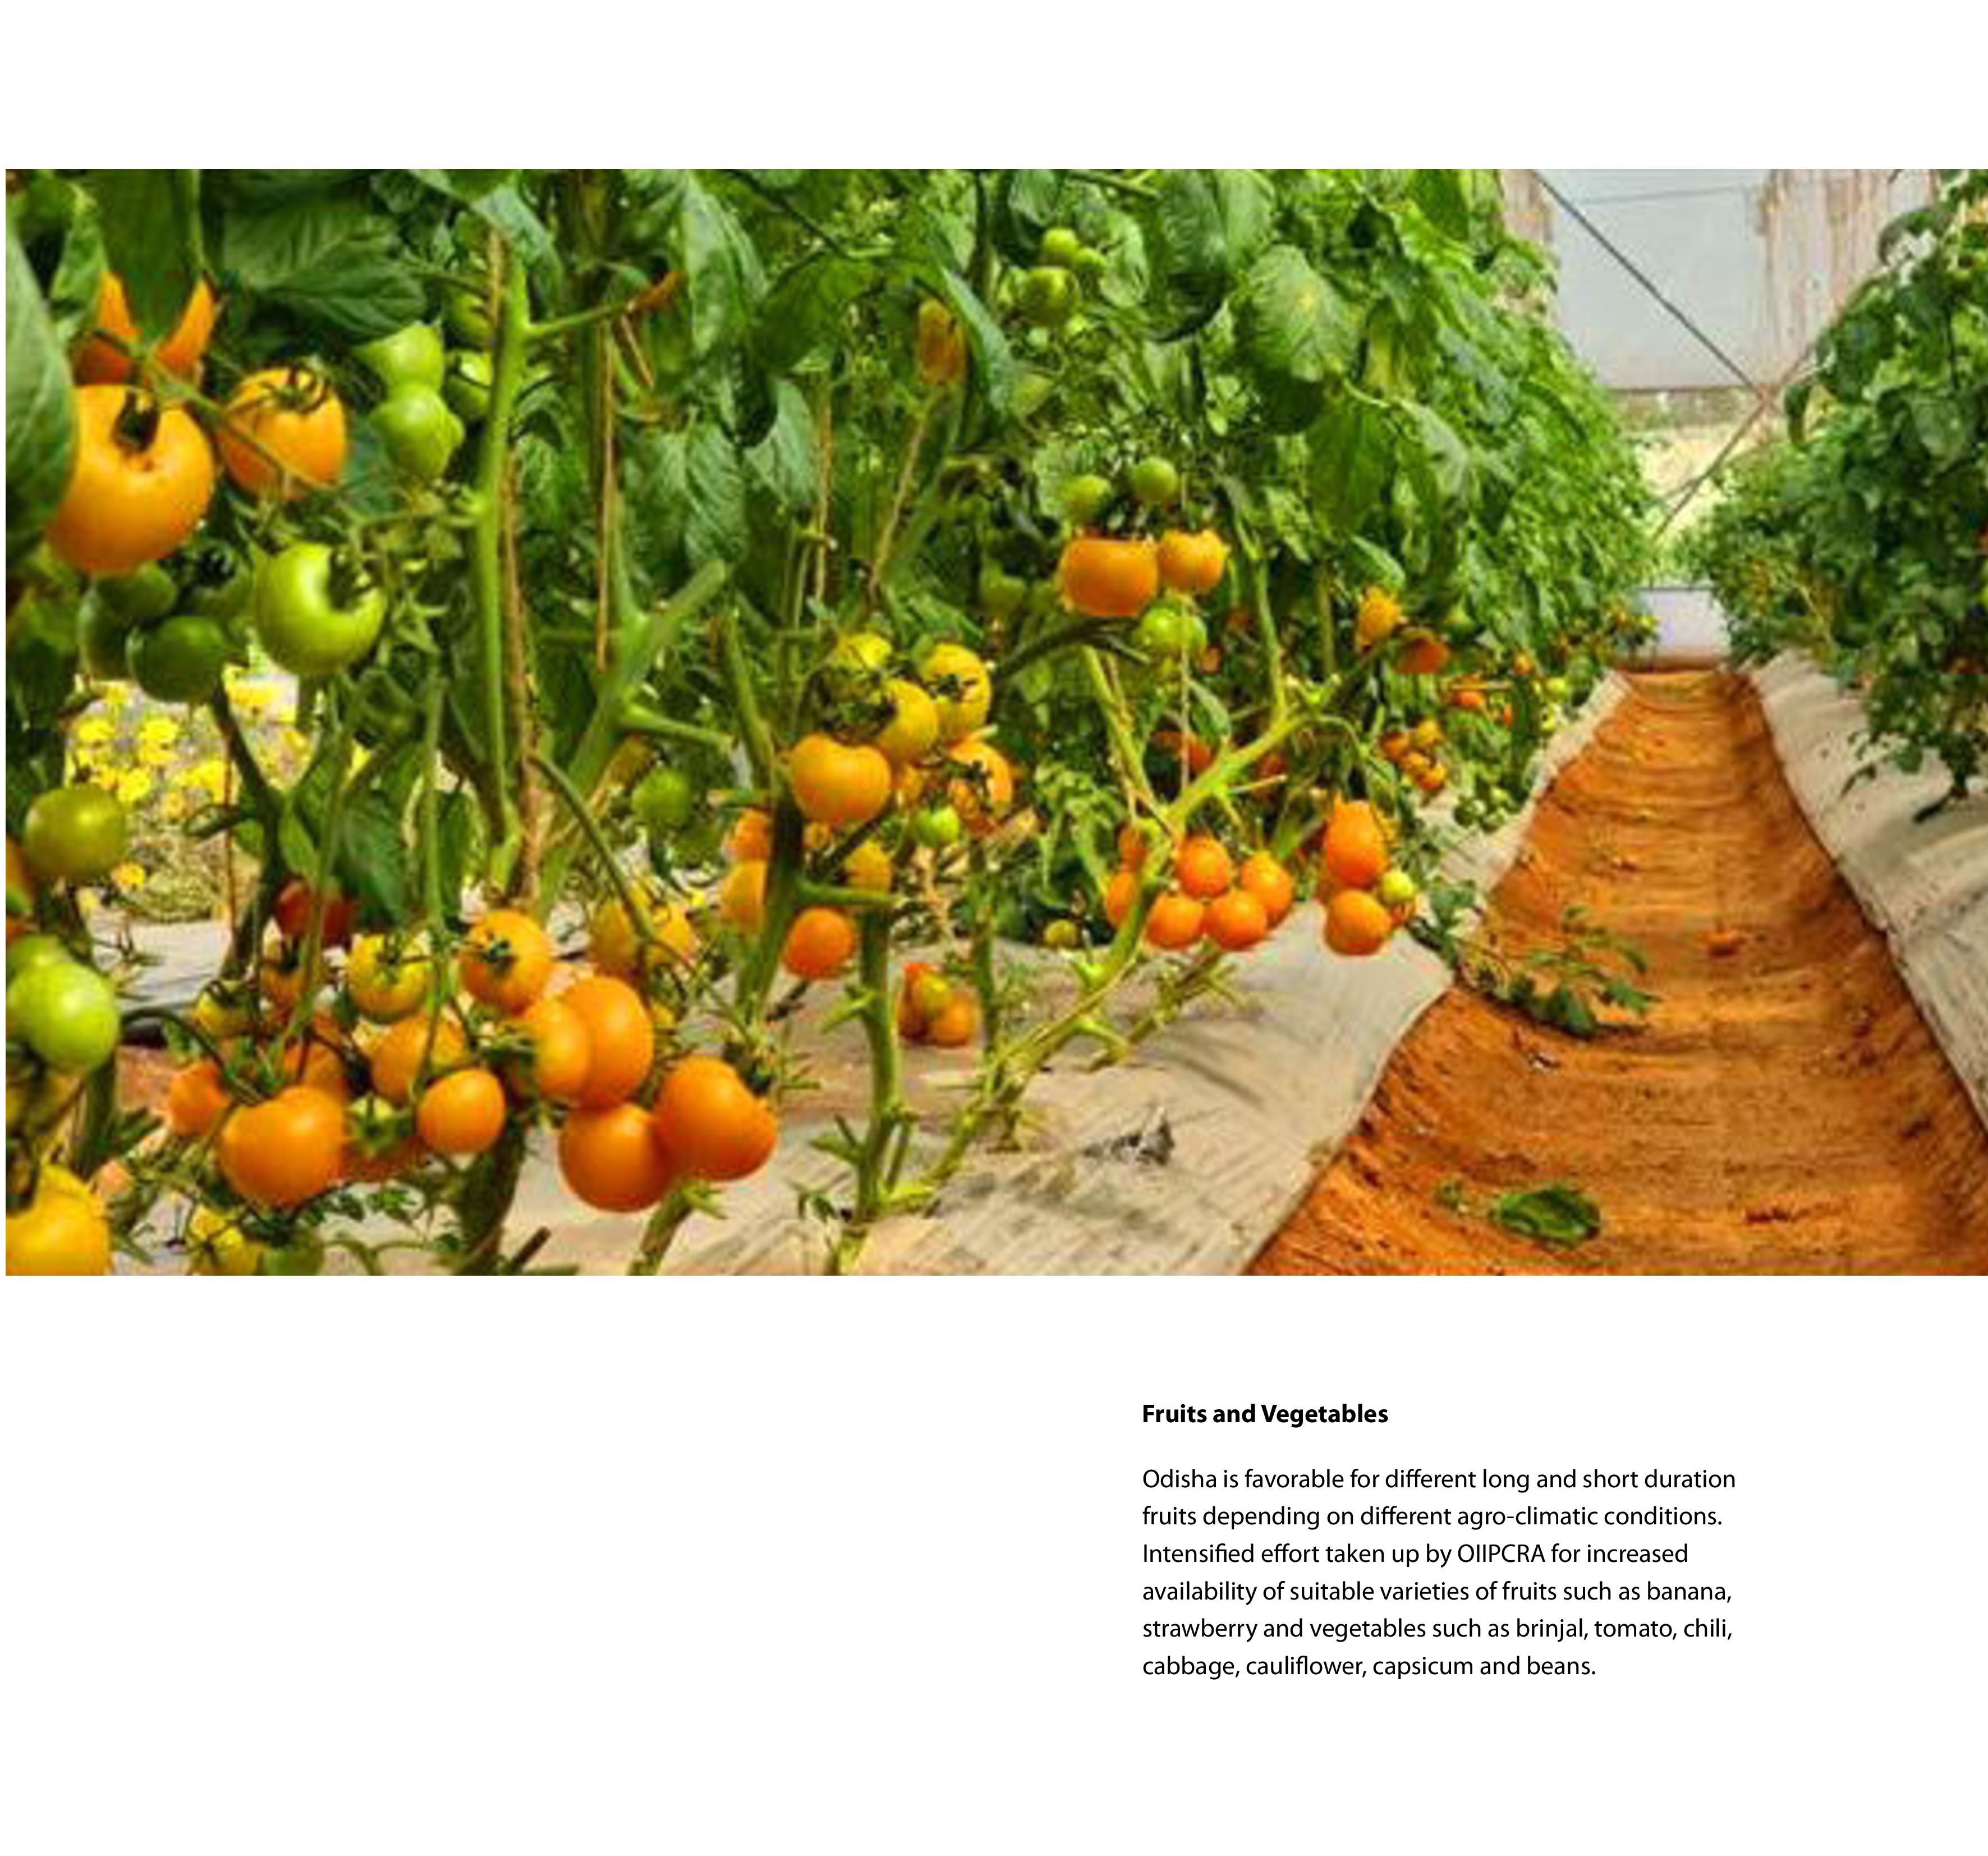 Fruits and Vegetables
Odisha is favorable for different long and short duration
fruits depending on different agro-climatic conditions.
Intensified effort taken up by OIIPCRA for increased
availability of suitable varieties of fruits such as banana,
strawberry and vegetables such as brinjal, tomato, chili,
cabbage, cauliflower, capsicum and beans.